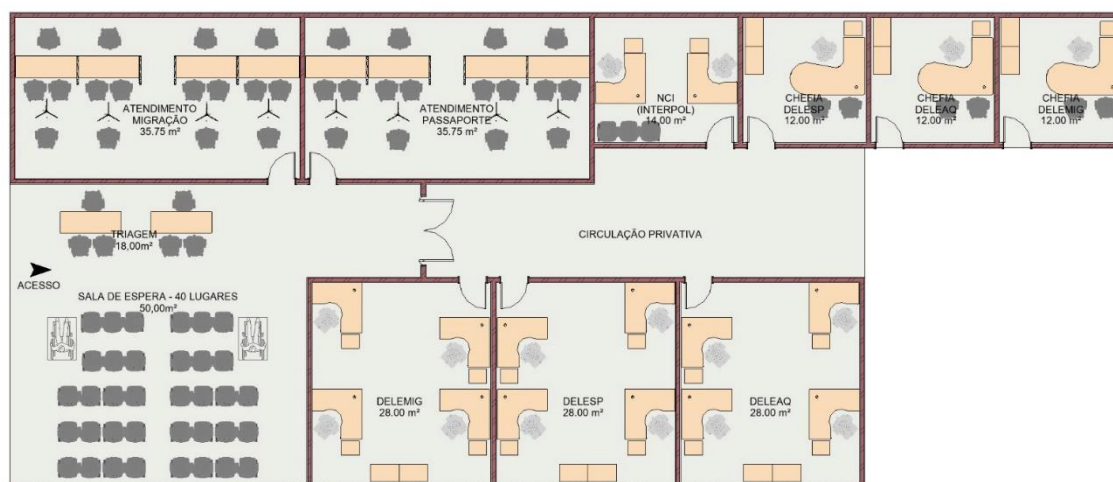 ATENDIMENTO
MIGRAÇÃO
35.75 m²
ATENDIMENTO
PASSAPORTE
35.75 m²
NCI
(INTERPOL)
14.00 m²
CHEFIA
DELESP
12.00 m²
CHEFIA
DELEAQ
12.00 m²
CHEFIA
DELEMIG
12.00 m²
TRIAGEM
18,00m²
CIRCULAÇÃO PRIVATIVA
ACESSO
SALA DE ESPERA - 40 LUGARES
50,00m²
DELEMIG
28.00 m²
DELESP
28.00 m²
DELEAQ
28.00 m²